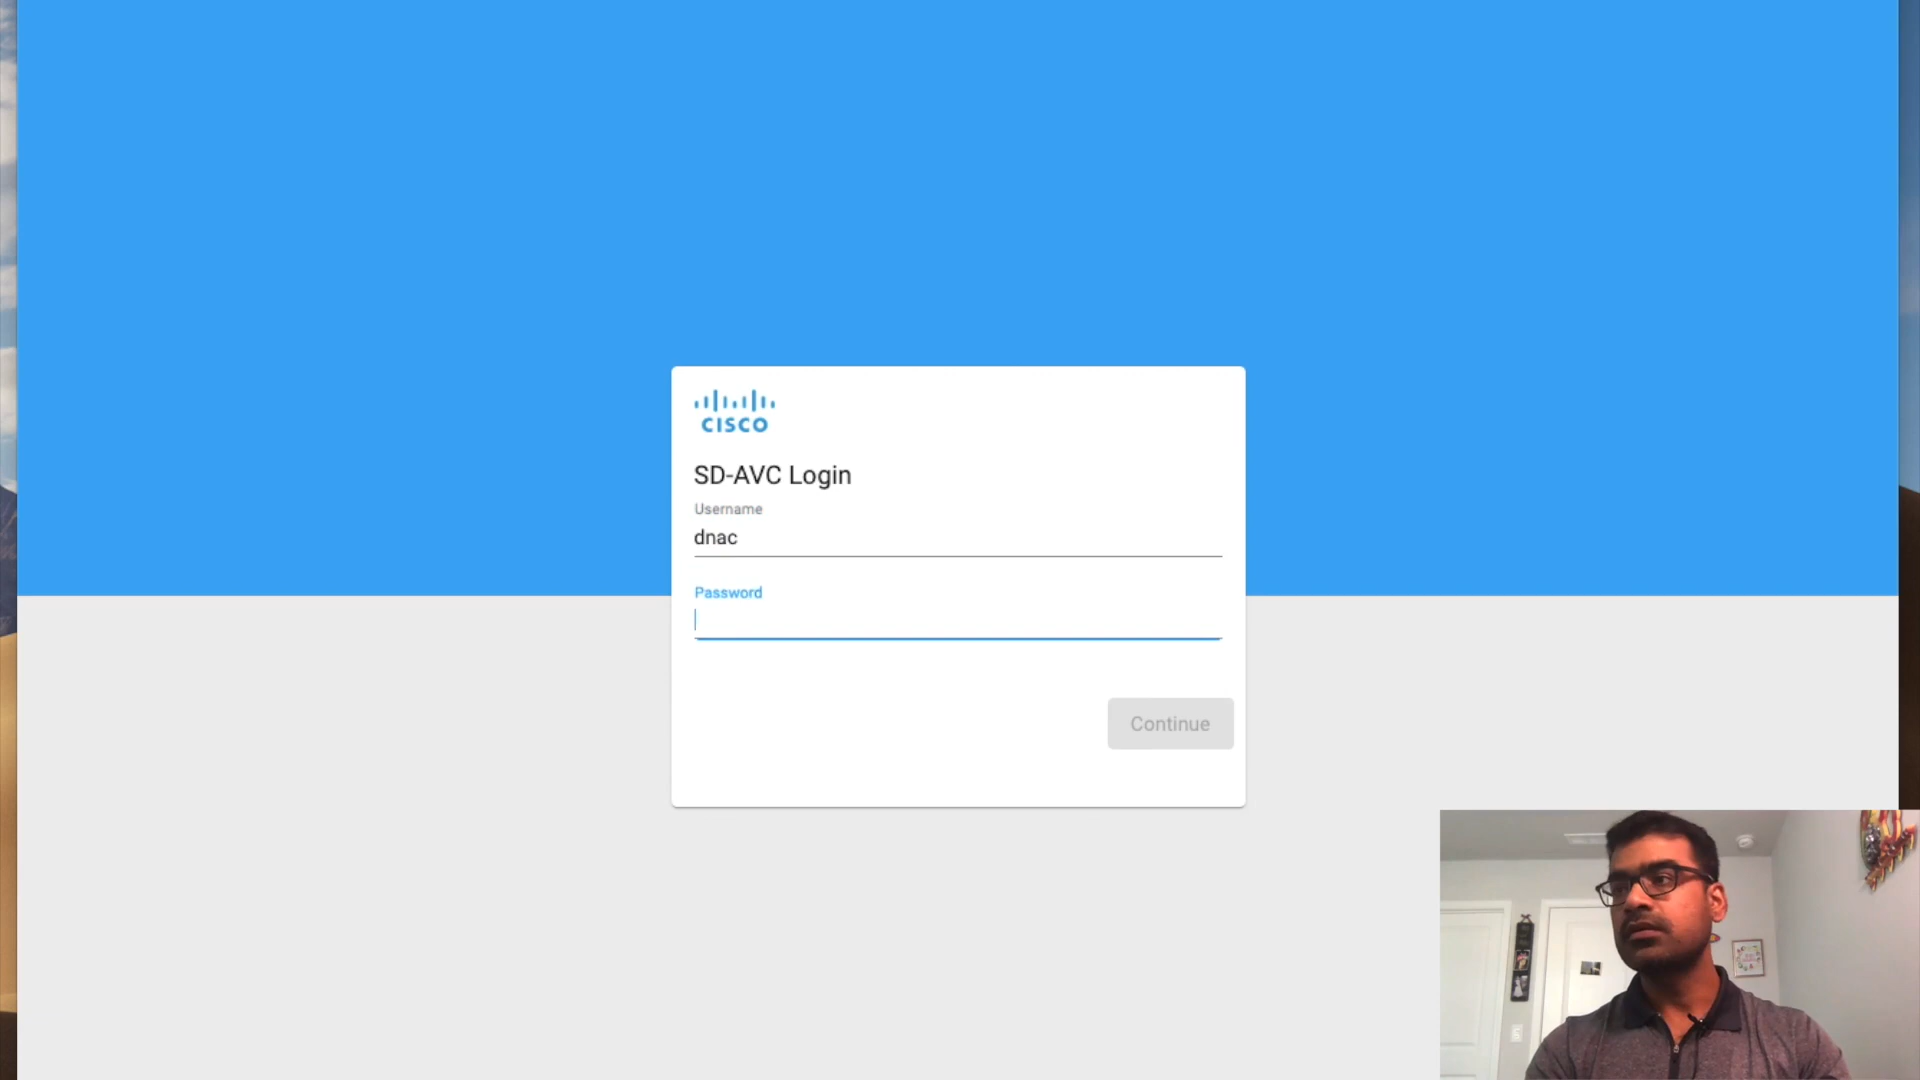 CISCO
SD-AVC Login
Username
dnac
Password
Continue